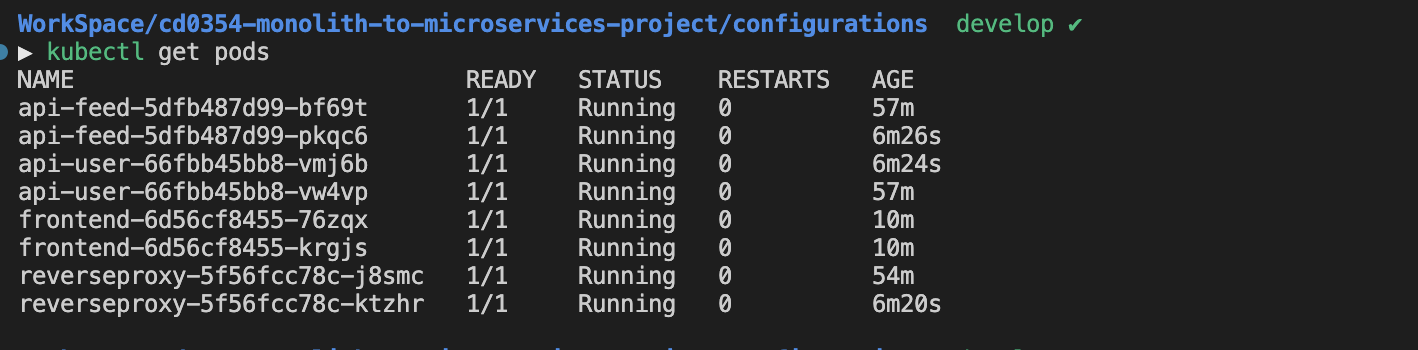 WorkSpace/cd0354-monolith-to-microservices-project/configurations develop ✔
▶ kubectl get pods
NAME READY STATUS RESTARTS AGE
api-feed-5dfb487d99-bf69t 1/1 Running 0 57m
api-feed-5dfb487d99-pkqc6 1/1 Running 0 6m26s
api-user-66fbb45bb8-vmj6b 1/1 Running 0 6m24s
api-user-66fbb45bb8-vw4vp 1/1 Running 0 57m
frontend-6d56cf8455-76zqx 1/1 Running 0 10m
frontend-6d56cf8455-krgjs 1/1 Running 0 10m
reverseproxy-5f56fcc78c-j8smc 1/1 Running 0 54m
reverseproxy-5f56fcc78c-ktzhr 1/1 Running 0 6m20s